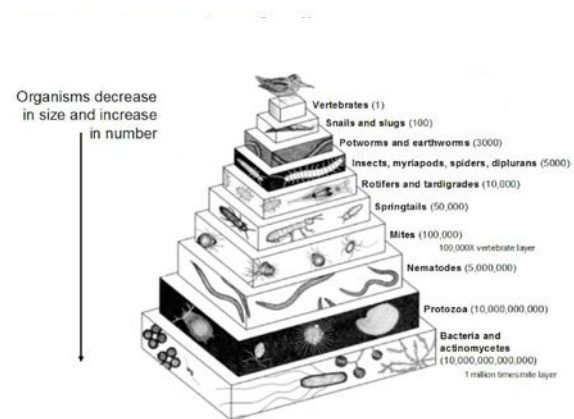 Organisms decrease
in size and increase
in number
Vertebrates (1)
Snails and slugs (100)
Potworms and earthworms (3000)
Insects, myriapods, spiders, diplurans (5000)
Rotifers and tardigrades (10,000)
Springtails (50,000)
Mites (100,000)
100,000X vertebrate layer
Nematodes (5,000,000)
Protozoa (10,000,000,000)
Bacteria and
actinomycetes
(10,000,000,000,000)
1 million times mite layer